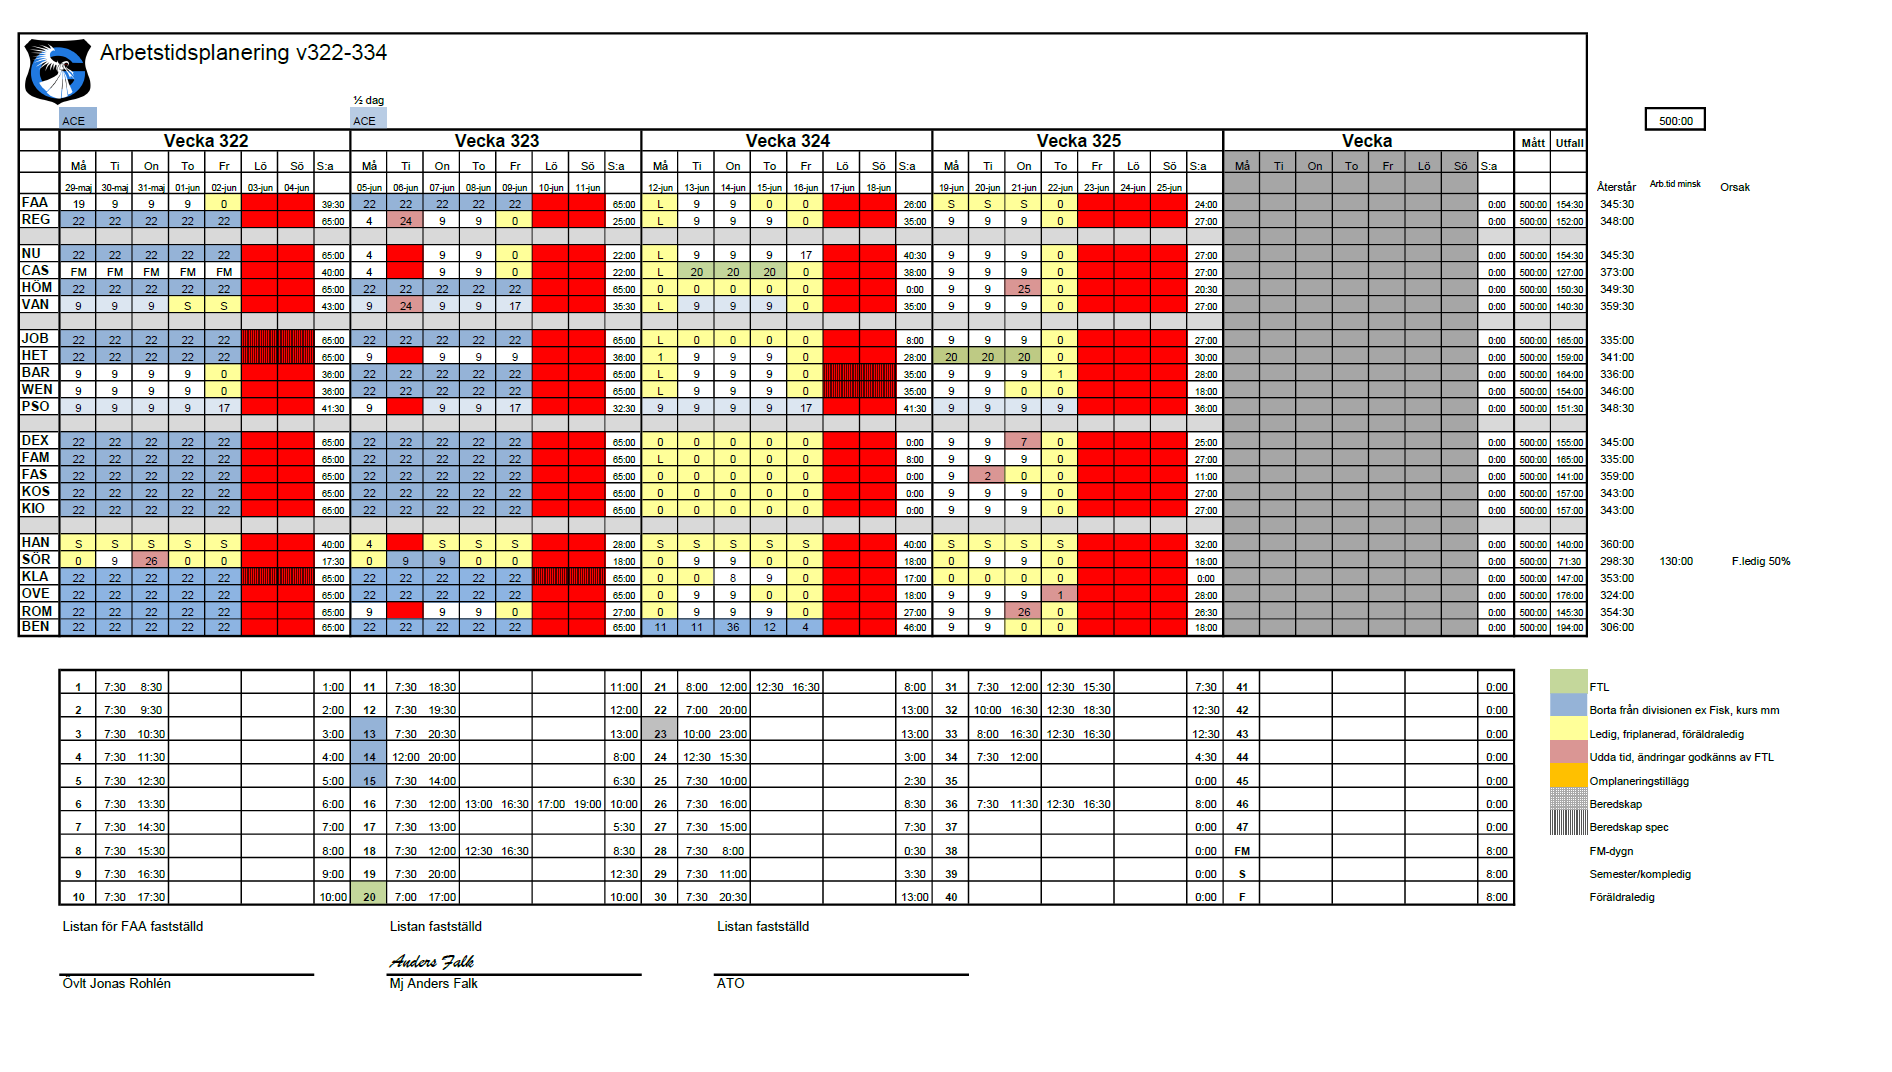 Arbetstidsplanering v322-334
½ dag
ACE ACE 500:00
Vecka 322 Vecka 323 Vecka 324 Vecka 325 Vecka Mått Utfall
Må Ti On To Fr Lö Sö S:a Må Ti On To Fr Lö Sö S:a Må Ti On To Fr Lö Sö S:a Må Ti On To Fr Lö Sö S:a Må Ti On To Fr Lö Sö S:a
29-maj 30-maj 31-maj 01-jun 02-jun 03-jun 04-jun 05-jun 06-jun 07-jun 08-jun 09-jun 10-jun 11-jun 12-jun 13-jun 14-jun 15-jun 16-jun 17-jun 18-jun 19-jun 20-jun 21-jun 22-jun 23-jun 24-jun 25-jun Återstår Arb.tid minsk Orsak
FAA 19 9 9 9 0 39:30 22 22 22 22 22 65:00 L 9 9 0 0 26:00 S S S 0 24:00 0:00 500:00 154:30 345:30
REG 22 22 22 22 22 65:00 4 24 9 9 0 25:00 L 9 9 9 0 35:00 9 9 9 0 27:00 0:00 500:00 152:00 348:00
NU 22 22 22 22 22 65:00 4 9 9 0 22:00 L 9 9 9 17 40:30 9 9 9 0 27:00 0:00 500:00 154:30 345:30
CAS FM FM FM FM FM 40:00 4 9 9 0 22:00 L 20 20 20 0 38:00 9 9 9 0 27:00 0:00 500:00 127:00 373:00
HÖM 22 22 22 22 22 65:00 22 22 22 22 22 65:00 0 0 0 0 0 0:00 9 9 25 0 20:30 0:00 500:00 150:30 349:30
VAN 9 9 9 S S 43:00 9 24 9 9 17 35:30 L 9 9 9 0 35:00 9 9 9 0 27:00 0:00 500:00 140:30 359:30
JOB 22 22 22 22 22 65:00 22 22 22 22 22 65:00 L 0 0 0 0 8:00 9 9 9 0 27:00 0:00 500:00 165:00 335:00
HET 22 22 22 22 22 65:00 9 9 9 9 36:00 1 9 9 9 0 28:00 20 20 20 0 30:00 0:00 500:00 159:00 341:00
BAR 9 9 9 9 0 36:00 22 22 22 22 22 65:00 L 9 9 9 0 35:00 9 9 9 1 28:00 0:00 500:00 164:00 336:00
WEN 9 9 9 9 0 36:00 22 22 22 22 22 65:00 L 9 9 9 0 35:00 9 9 0 0 18:00 0:00 500:00 154:00 346:00
PSO 9 9 9 9 17 41:30 9 9 9 17 32:30 9 9 9 9 17 41:30 9 9 9 9 36:00 0:00 500:00 151:30 348:30
DEX 22 22 22 22 22 65:00 22 22 22 22 22 65:00 0 0 0 0 0 0:00 9 9 7 0 25:00 0:00 500:00 155:00 345:00
FAM 22 22 22 22 22 65:00 22 22 22 22 22 65:00 L 0 0 0 0 8:00 9 9 9 0 27:00 0:00 500:00 165:00 335:00
FAS 22 22 22 22 22 65:00 22 22 22 22 22 65:00 0 0 0 0 0 0:00 9 2 0 0 11:00 0:00 500:00 141:00 359:00
KOS 22 22 22 22 22 65:00 22 22 22 22 22 65:00 0 0 0 0 0 0:00 9 9 9 0 27:00 0:00 500:00 157:00 343:00
KIO 22 22 22 22 22 65:00 22 22 22 22 22 65:00 0 0 0 0 0 0:00 9 9 9 0 27:00 0:00 500:00 157:00 343:00
HAN S S S S S 40:00 4 S S S 28:00 S S S S S 40:00 S S S S 32:00 0:00 500:00 140:00 360:00
SÖR 0 9 26 0 0 17:30 0 9 9 0 0 18:00 0 9 9 0 0 18:00 0 9 9 0 18:00 0:00 500:00 71:30 298:30 130:00 F.ledig 50%
KLA 22 22 22 22 22 65:00 22 22 22 22 22 65:00 0 0 8 9 0 17:00 0 0 0 0 0:00 0:00 500:00 147:00 353:00
OVE 22 22 22 22 22 65:00 22 22 22 22 22 65:00 0 9 9 0 0 18:00 9 9 9 1 28:00 0:00 500:00 176:00 324:00
ROM 22 22 22 22 22 65:00 9 9 9 0 27:00 0 9 9 9 0 27:00 9 9 26 0 26:30 0:00 500:00 145:30 354:30
BEN 22 22 22 22 22 65:00 22 22 22 22 22 65:00 11 11 36 12 4 46:00 9 9 0 0 18:00 0:00 500:00 194:00 306:00
1 7:30 8:30 1:00 11 7:30 18:30 11:00 21 8:00 12:00 12:30 16:30 8:00 31 7:30 12:00 12:30 15:30 7:30 41 0:00 FTL
2 7:30 9:30 2:00 12 7:30 19:30 12:00 22 7:00 20:00 13:00 32 10:00 16:30 12:30 18:30 12:30 42 0:00 Borta från divisionen ex Fisk, kurs mm
3 7:30 10:30 3:00 13 7:30 20:30 13:00 23 10:00 23:00 13:00 33 8:00 16:30 12:30 16:30 12:30 43 0:00 Ledig, friplanerad, föräldraledig
4 7:30 11:30 4:00 14 12:00 20:00 8:00 24 12:30 15:30 3:00 34 7:30 12:00 4:30 44 0:00 Udda tid, ändringar godkänns av FTL
5 7:30 12:30 5:00 15 7:30 14:00 6:30 25 7:30 10:00 2:30 35 0:00 45 0:00 Omplaneringstillägg
6 7:30 13:30 6:00 16 7:30 12:00 13:00 16:30 17:00 19:00 10:00 26 7:30 16:00 8:30 36 7:30 11:30 12:30 16:30 8:00 46 0:00 Beredskap
7 7:30 14:30 7:00 17 7:30 13:00 5:30 27 7:30 15:00 7:30 37 0:00 47 0:00 Beredskap spec
8 7:30 15:30 8:00 18 7:30 12:00 12:30 16:30 8:30 28 7:30 8:00 0:30 38 0:00 FM 8:00 FM-dygn
9 7:30 16:30 9:00 19 7:30 20:00 12:30 29 7:30 11:00 3:30 39 0:00 S 8:00 Semester/kompledig
10 7:30 17:30 10:00 20 7:00 17:00 10:00 30 7:30 20:30 13:00 40 0:00 F 8:00 Föräldraledig
Listan för FAA fastställd Listan fastställd Listan fastställd
Anders Falk
Övlt Jonas Rohlén Mj Anders Falk ATO